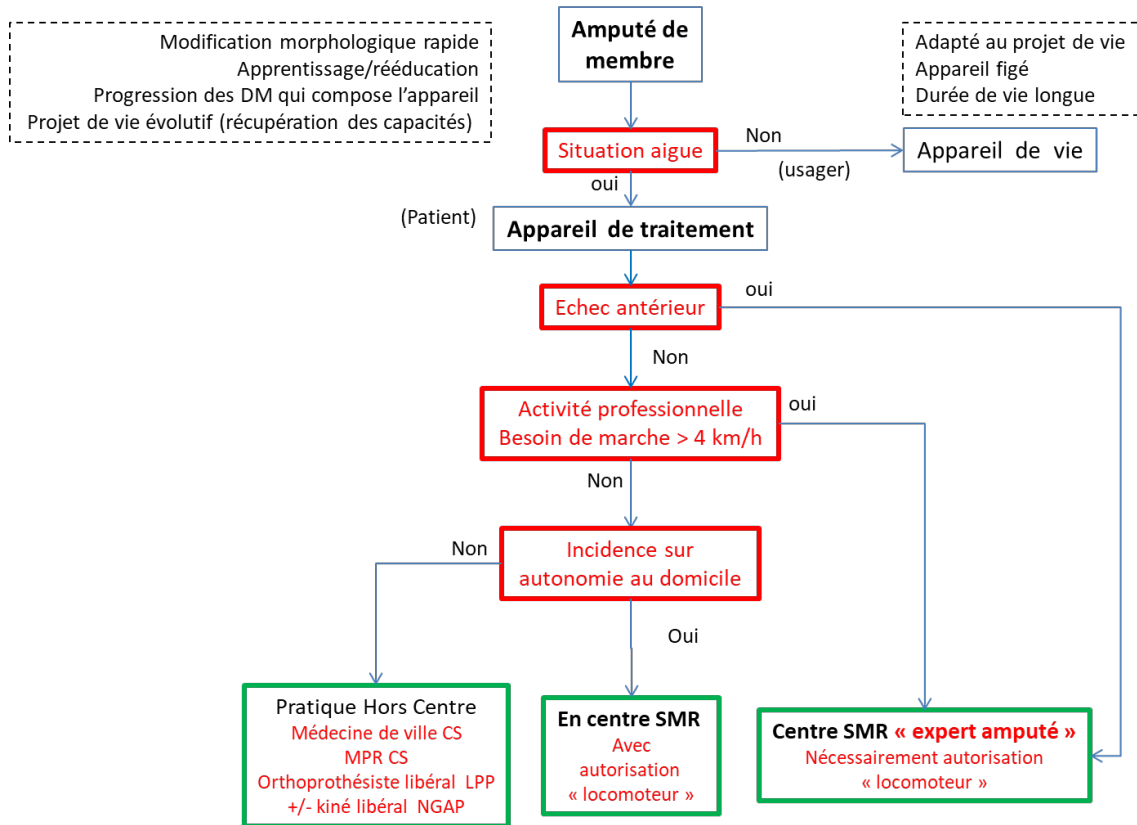 Modification morphologique rapide
Apprentissage/rééducation
Progression des DM qui compose l’appareil
Projet de vie évolutif (récupération des capacités)
Amputé de
membre
Adapté au projet de vie
Appareil figé
Durée de vie longue
Situation aigue
Non
(usager)
Appareil de vie
oui
(Patient)
Appareil de traitement
Echec antérieur
oui
Non
Activité professionnelle
Besoin de marche > 4 km/h
oui
Non
Incidence sur
autonomie au domicile
Non
Oui
Pratique Hors Centre
Médecine de ville CS
MPR CS
Orthoprothésiste libéral LPP
+/- kiné libéral NGAP
En centre SMR
Avec
autorisation
« locomoteur »
Centre SMR « expert amputé »
Nécessairement autorisation
« locomoteur »